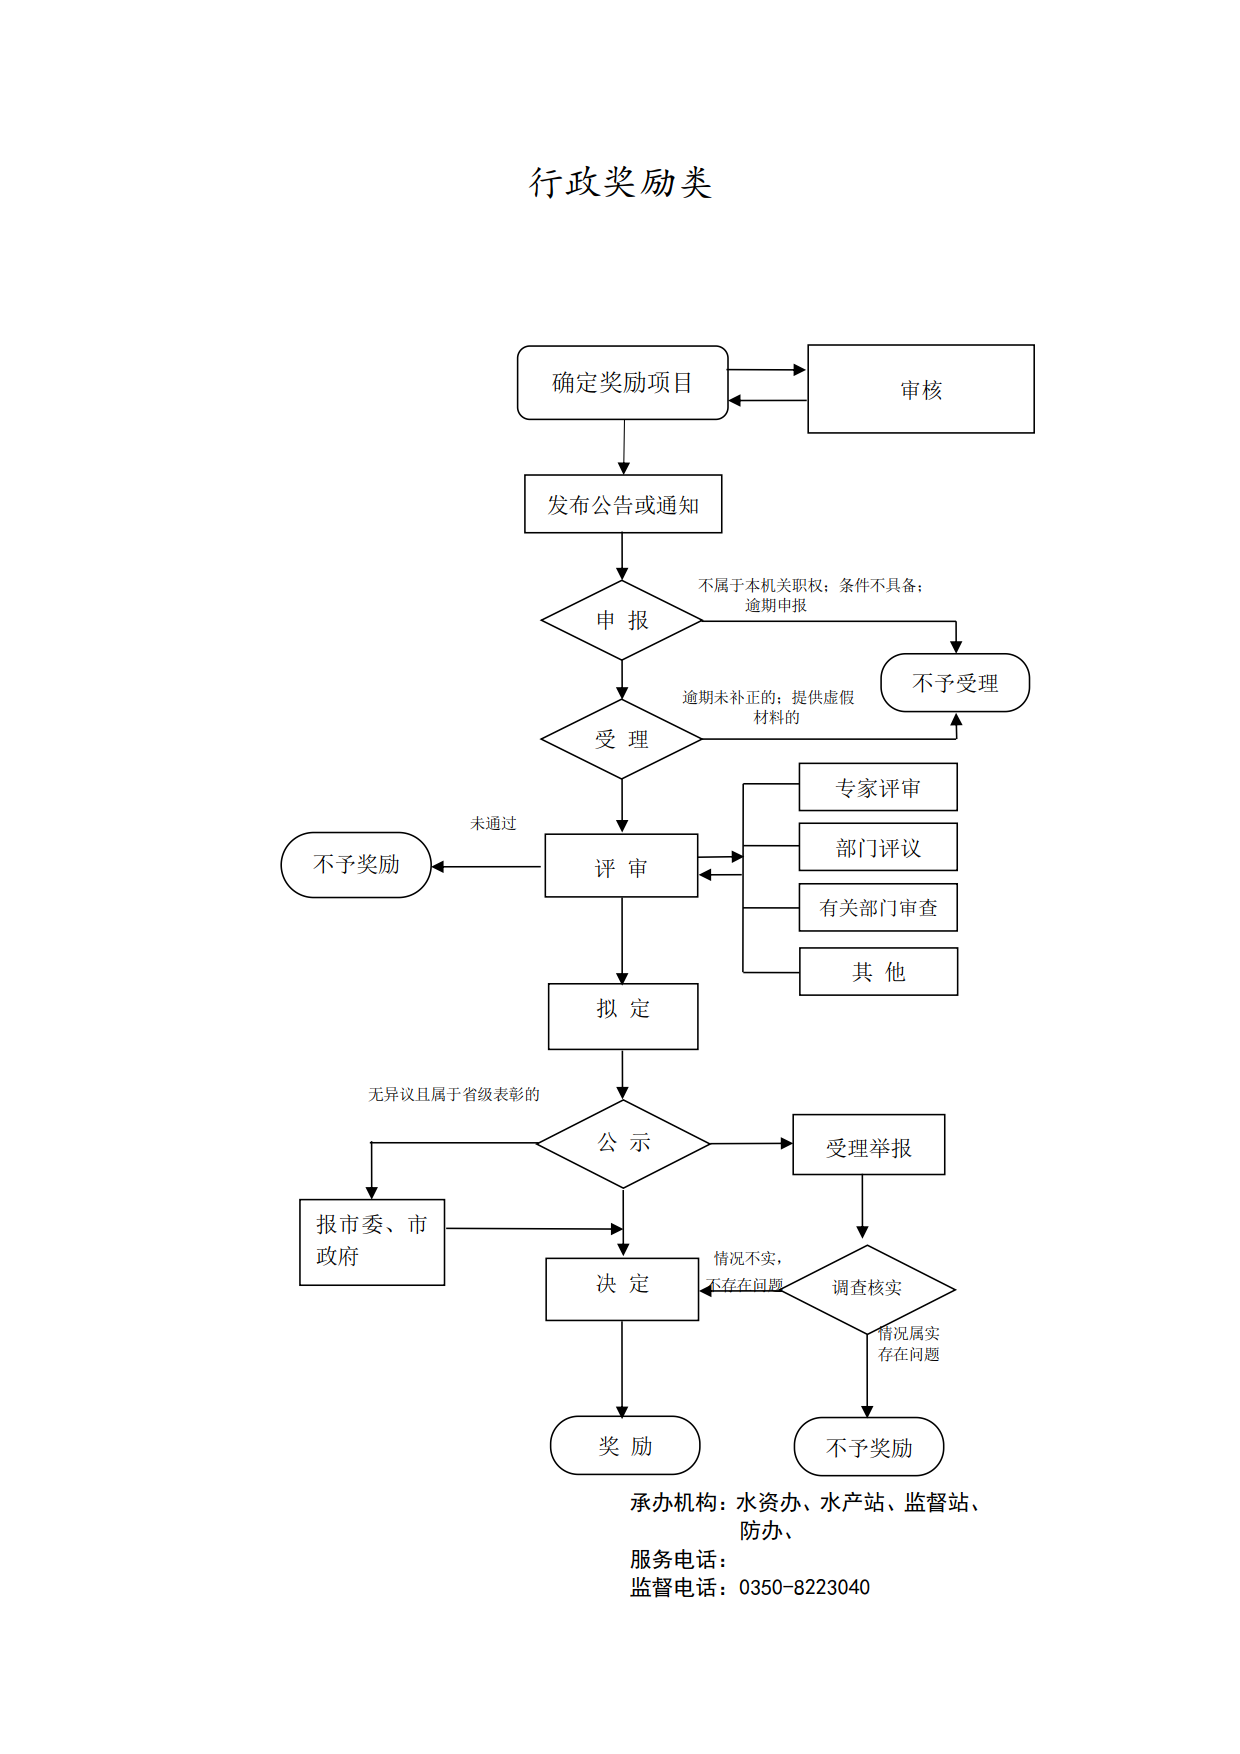 行政奖励类
确定奖励项目
审核
发布公告或通知
不属于本机关职权；条件不具备；
逾期申报
申 报
不予受理
逾期未补正的；提供虚假
材料的
受 理
专家评审
未通过
部门评议
不予奖励
评 审
有关部门审查
其 他
拟 定
无异议且属于省级表彰的
公 示
受理举报
报市委、市
政府
情况不实，
不存在问题
决 定
调查核实
情况属实
存在问题
奖 励
不予奖励
承办机构：水资办、水产站、监督站、
防办、
服务电话：
监督电话：0350-8223040